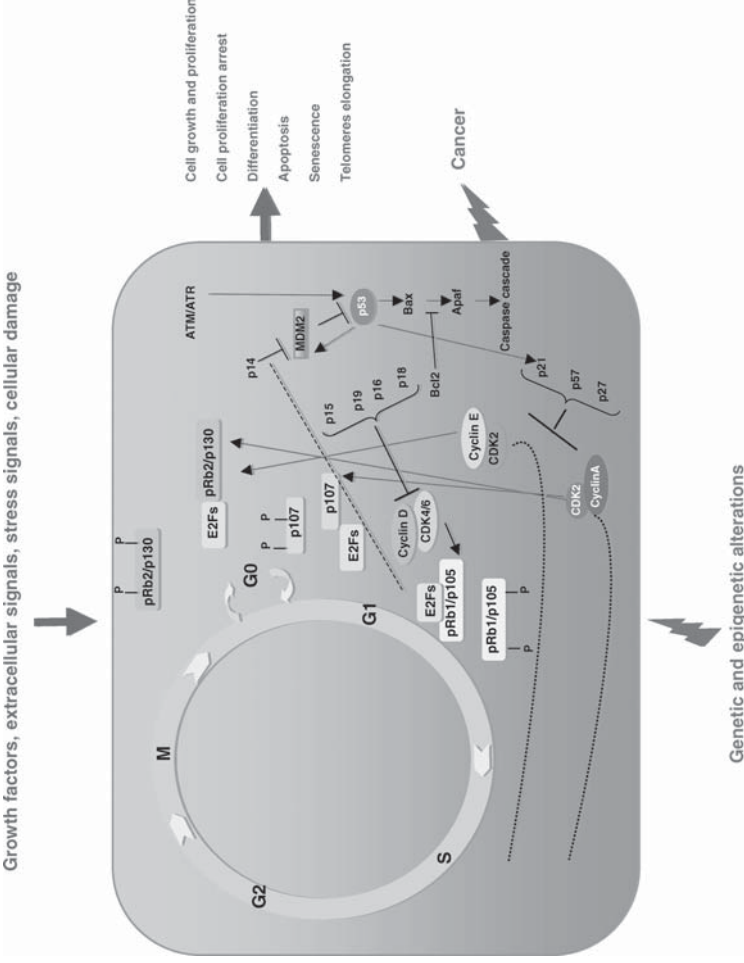 Growth factors, extracellular signals, stress signals, cellular damage
P
P
pRb2/p130
G0
P
P
p107
E2Fs
pRb2/p130
E2Fs
p107
M
G2
S
G1
E2Fs
pRb1/p105
pRb1/p105
P
P
Cyclin D
CDK4/6
p15
p19
p16
p18
p14
MDM2
ATM/ATR
p53
Bax
Apaf
Caspase cascade
Bcl2
Cyclin E
CDK2
CDK2
CyclinA
p21
p57
p27
Cell growth and proliferation
Cell proliferation arrest
Differentiation
Apoptosis
Senescence
Telomeres elongation
Cancer
Genetic and epiqenetic alterations